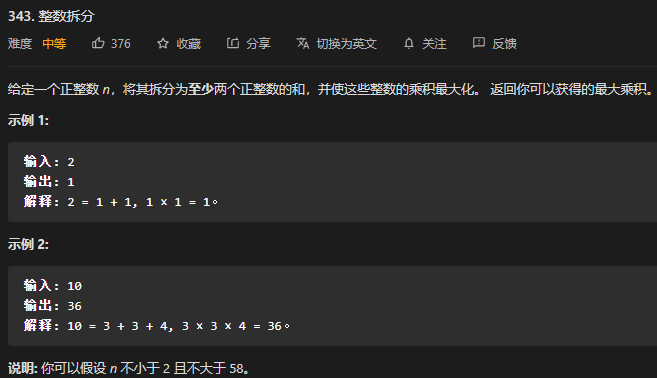 343. 整数拆分
难度 中等 376 收藏 分享 切换为英文 关注 反馈
给定一个正整数 n，将其拆分为至少两个正整数的和，并使这些整数的乘积最大化。 返回你可以获得的最大乘积。
示例 1:
输入: 2
输出: 1
解释: 2 = 1 + 1, 1 × 1 = 1。
示例 2:
输入: 10
输出: 36
解释: 10 = 3 + 3 + 4, 3 × 3 × 4 = 36。
说明: 你可以假设 n 不小于 2 且不大于 58。